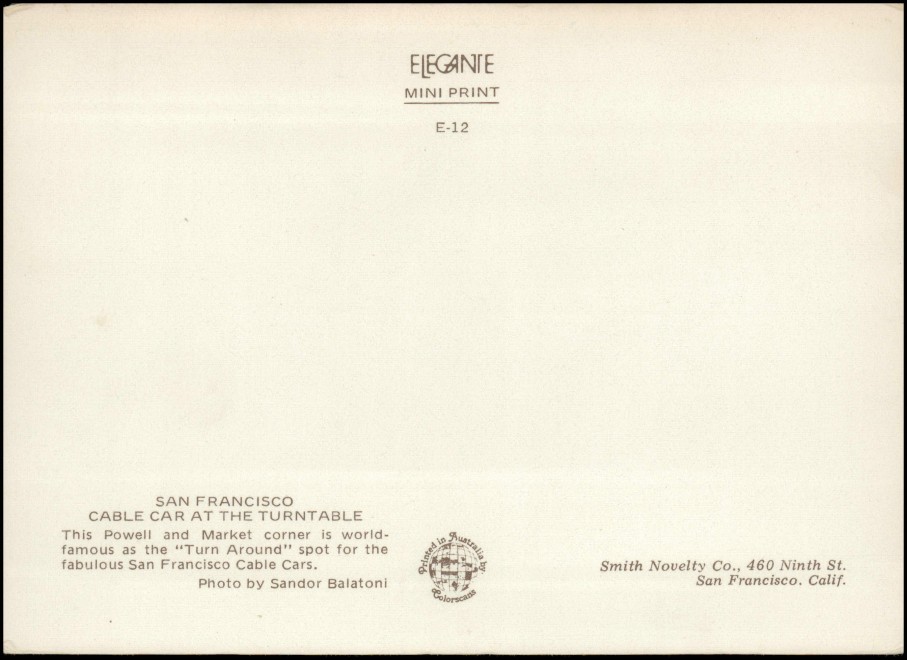 ELEGANTE
MINI PRINT
E-12
SAN FRANCISCO
CABLE CAR AT THE TURNTABLE
This Powell and Market corner is world-
famous as the "Turn Around" spot for the
fabulous San Francisco Cable Cars.
Photo by Sandor Balatoni
Printed in Australia by
Colorscans
Smith Novelty Co., 460 Ninth St.
San Francisco. Calif.